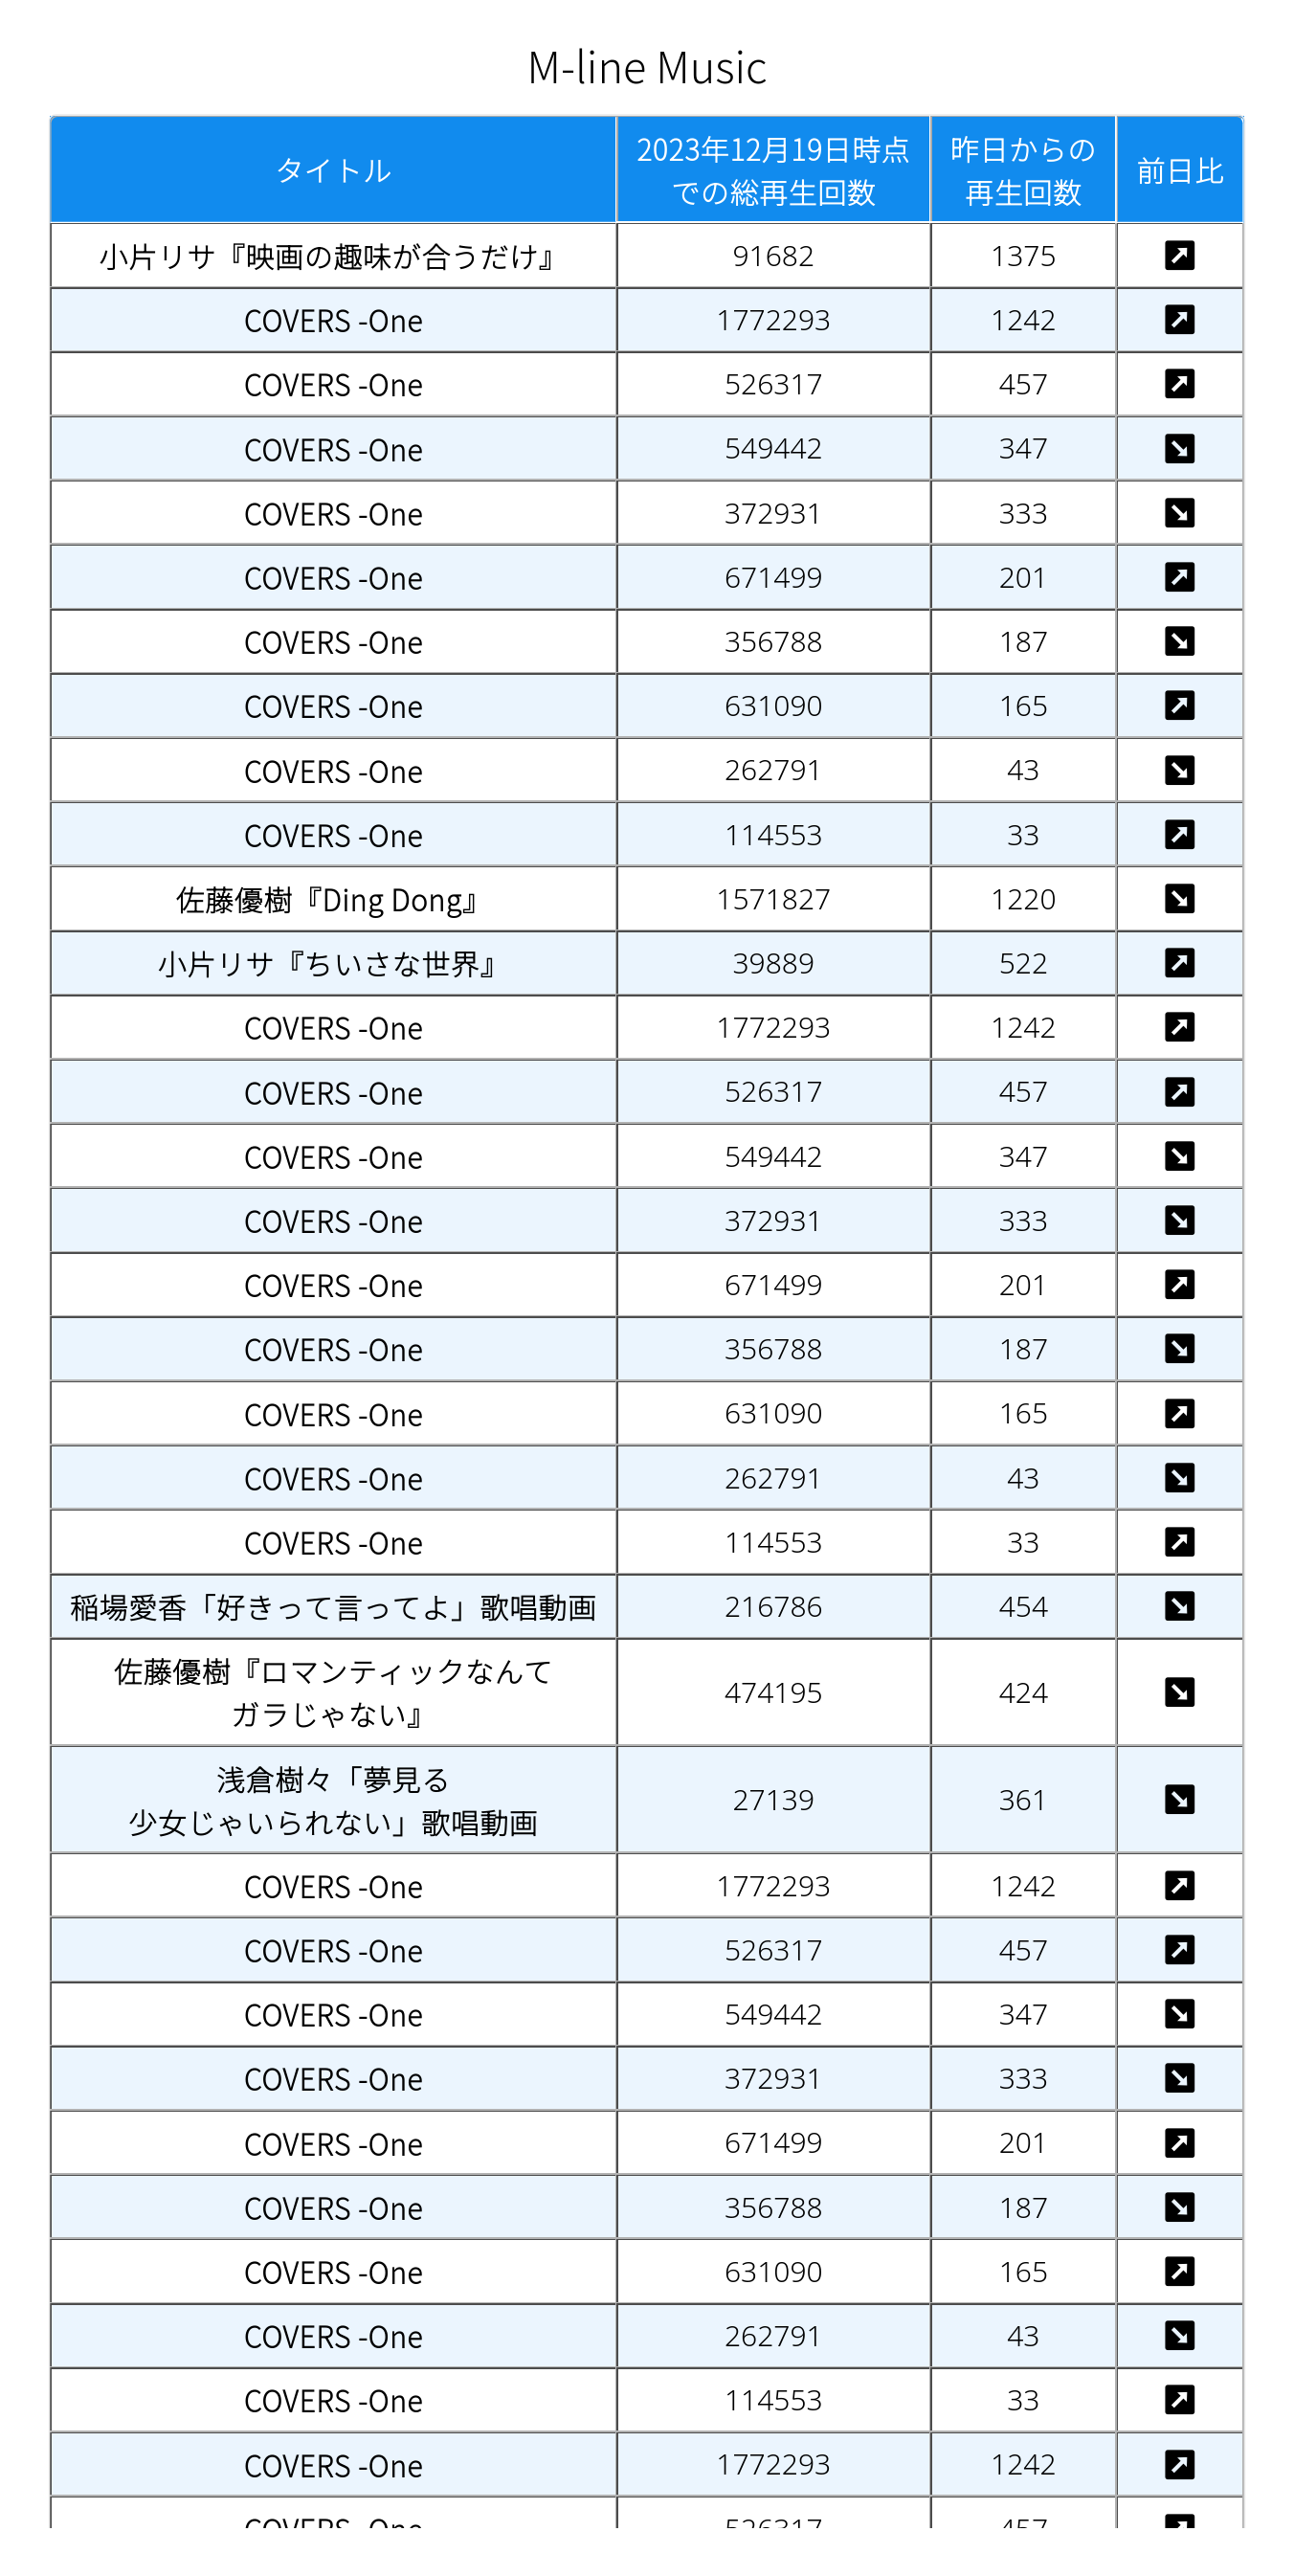 M-line Music
タイトル 2023年12月19日時点 昨日からの 前日比
での総再生回数 再生回数
小片リサ『映画の趣味が合うだけ』 91682 1375
COVERS -One 1772293 1242
COVERS -One 526317 457
COVERS -One 549442 347
COVERS -One 372931 333
COVERS -One 671499 201
COVERS -One 356788 187
COVERS -One 631090 165
COVERS -One 262791 43
COVERS -One 114553 33
佐藤優樹『Ding Dong』 1571827 1220
小片リサ『ちいさな世界』 39889 522
COVERS -One 1772293 1242
COVERS -One 526317 457
COVERS -One 549442 347
COVERS -One 372931 333
COVERS -One 671499 201
COVERS -One 356788 187
COVERS -One 631090 165
COVERS -One 262791 43
COVERS -One 114553 33
稲場愛香「好きって言ってよ」歌唱動画 216786 454
佐藤優樹『ロマンティックなんて
ガラじゃない』 474195 424
浅倉樹々「夢見る
少女じゃいられない」歌唱動画 27139 361
COVERS -One 1772293 1242
COVERS -One 526317 457
COVERS -One 549442 347
COVERS -One 372931 333
COVERS -One 671499 201
COVERS -One 356788 187
COVERS -One 631090 165
COVERS -One 262791 43
COVERS -One 114553 33
COVERS -One 1772293 1242
COVERS -One 526317 457